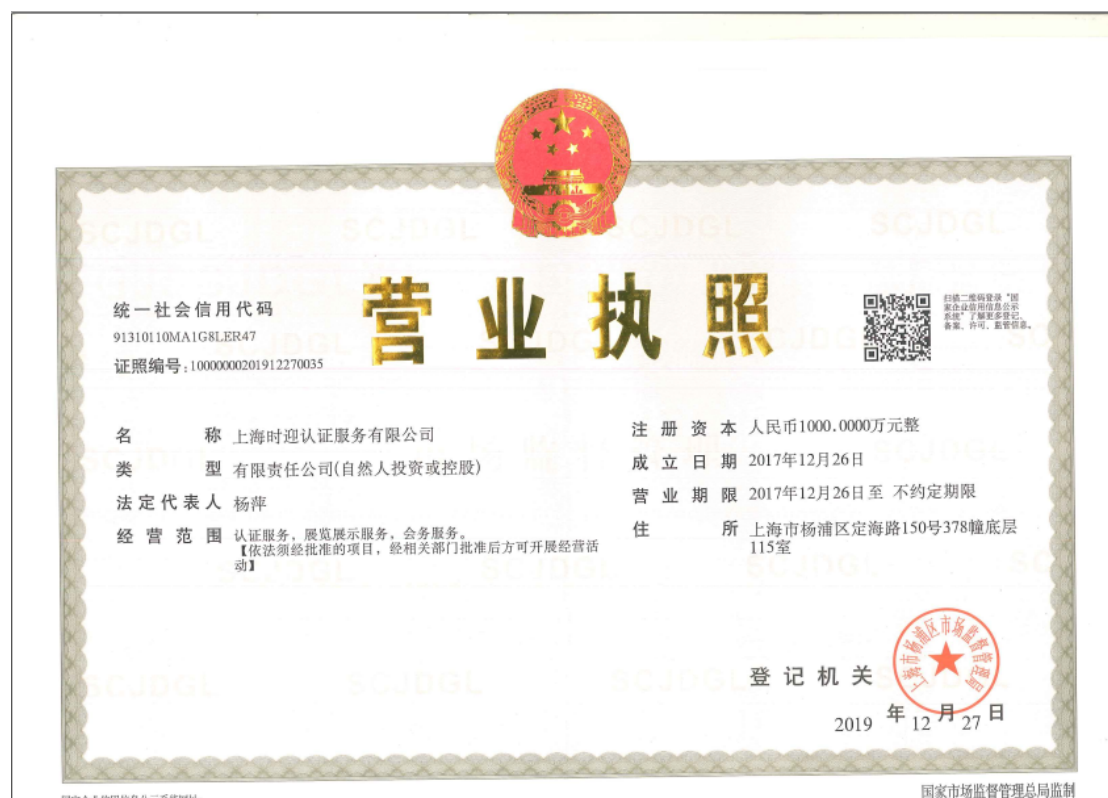 营业执照
统一社会信用代码
91310110MA1G8LER47
证照编号:10000000201912270035
扫描二维码登录“国
家企业信用信息公示
系统”了解更多登记、
备案、许可、监管信息。
名称 上海时迎认证服务有限公司
类型 有限责任公司(自然人投资或控股)
法定代表人 杨萍
经营范围 认证服务，展览展示服务，会务服务。
【依法须经批准的项目，经相关部门批准后方可开展经营活
动】
注册资本 人民币1000.0000万元整
成立日期 2017年12月26日
营业期限 2017年12月26日至 不约定期限
住所 上海市杨浦区定海路150号378幢底层
115室
登记机关
上海市杨浦区市场监督管理局
2019 年 12 月 27 日
国家市场监督管理总局监制
SCJDGL